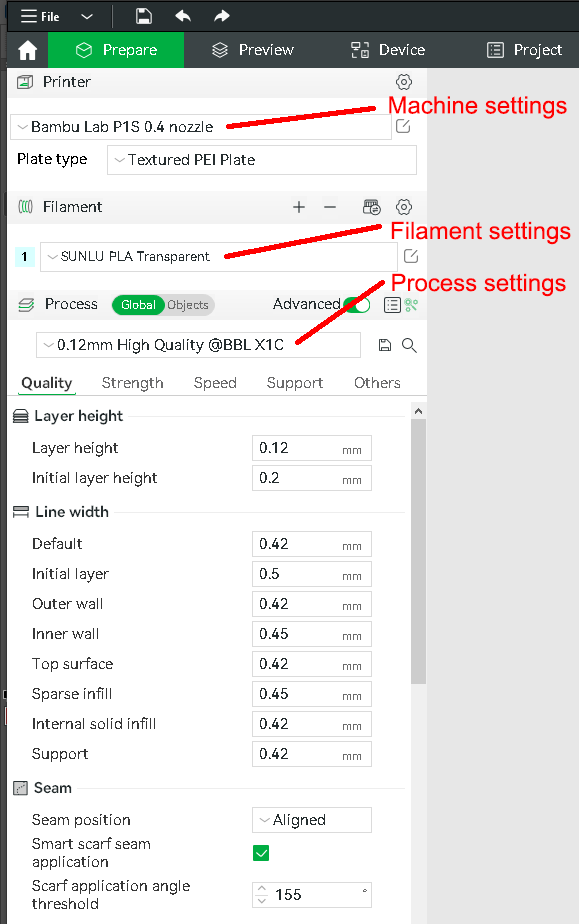 File
Prepare Preview Device Project
Printer
Machine settings
Bambu Lab P1S 0.4 nozzle
Plate type Textured PEI Plate
Filament
Filament settings
1 SUNLU PLA Transparent
Process settings
Process Global Objects Advanced
0.12mm High Quality @BBL X1C
Quality Strength Speed Support Others
Layer height
Layer height 0.12 mm
Initial layer height 0.2 mm
Line width
Default 0.42 mm
Initial layer 0.5 mm
Outer wall 0.42 mm
Inner wall 0.45 mm
Top surface 0.42 mm
Sparse infill 0.45 mm
Internal solid infill 0.42 mm
Support 0.42 mm
Seam
Seam position Aligned
Smart scarf seam
application
Scarf application angle
threshold 155 °